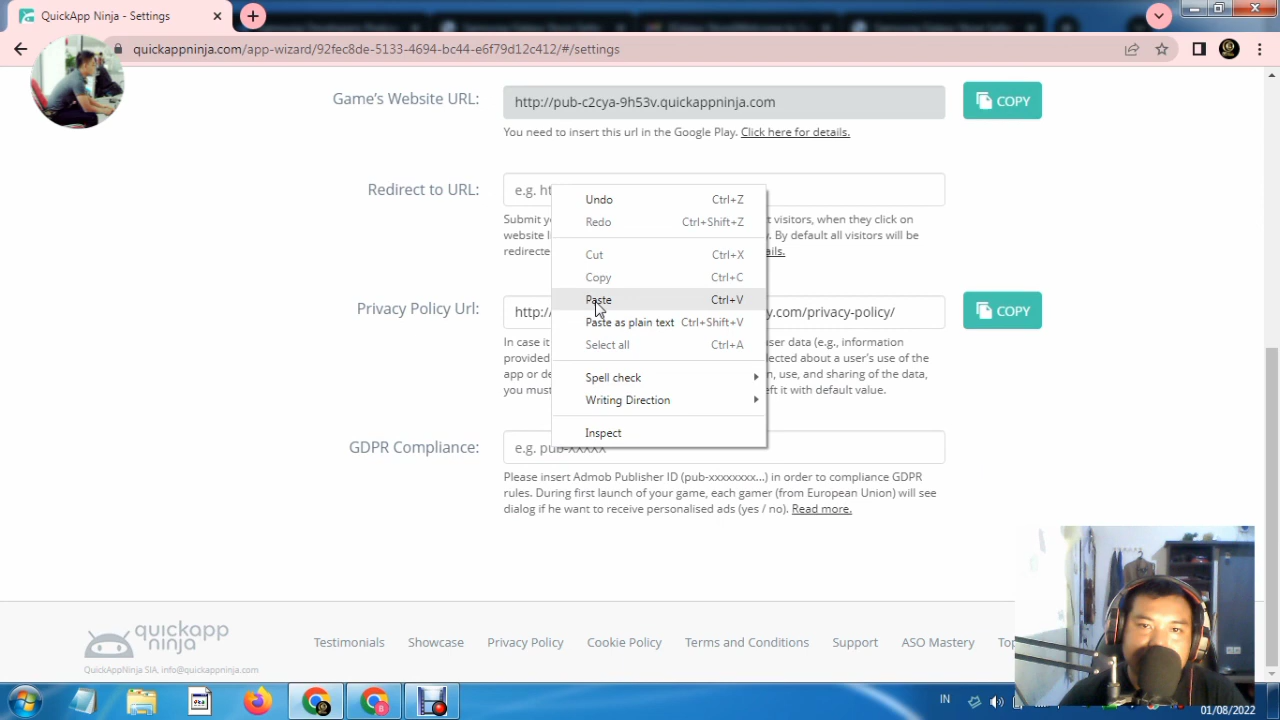 QuickApp Ninja - Settings
quickappninja.com/app-wizard/92fec8de-5133-4694-bc44-e6f79d12c412/#/settings
Game's Website URL:
http://pub-c2cya-9h53v.quickappninja.com
COPY
You need to insert this url in the Google Play. Click here for details.
Redirect to URL:
e.g. ht
Submit y
t visitors, when they click on
website l
y. By default all visitors will be
redirecte
ails.
Undo Ctrl+Z
Redo Ctrl+Shift+Z
Cut Ctrl+X
Copy Ctrl+C
Paste Ctrl+V
Paste as plain text Ctrl+Shift+V
Select all Ctrl+A
Spell check
Writing Direction
Inspect
Privacy Policy Url:
http:/
y.com/privacy-policy/
COPY
In case it
user data (e.g., information
provided
llected about a user's use of the
app or de
n, use, and sharing of the data,
you must
eft it with default value.
GDPR Compliance:
e.g. pub-xxxxx
Please insert Admob Publisher ID (pub-xxxxxxxx...) in order to compliance GDPR
rules. During first launch of your game, each gamer (from European Union) will see
dialog if he want to receive personalised ads (yes / no). Read more.
quickapp
ninja
QuickAppNinja SIA, info@quickappninja.com
Testimonials
Showcase
Privacy Policy
Cookie Policy
Terms and Conditions
Support
ASO Mastery
Top
IN
01/08/2022